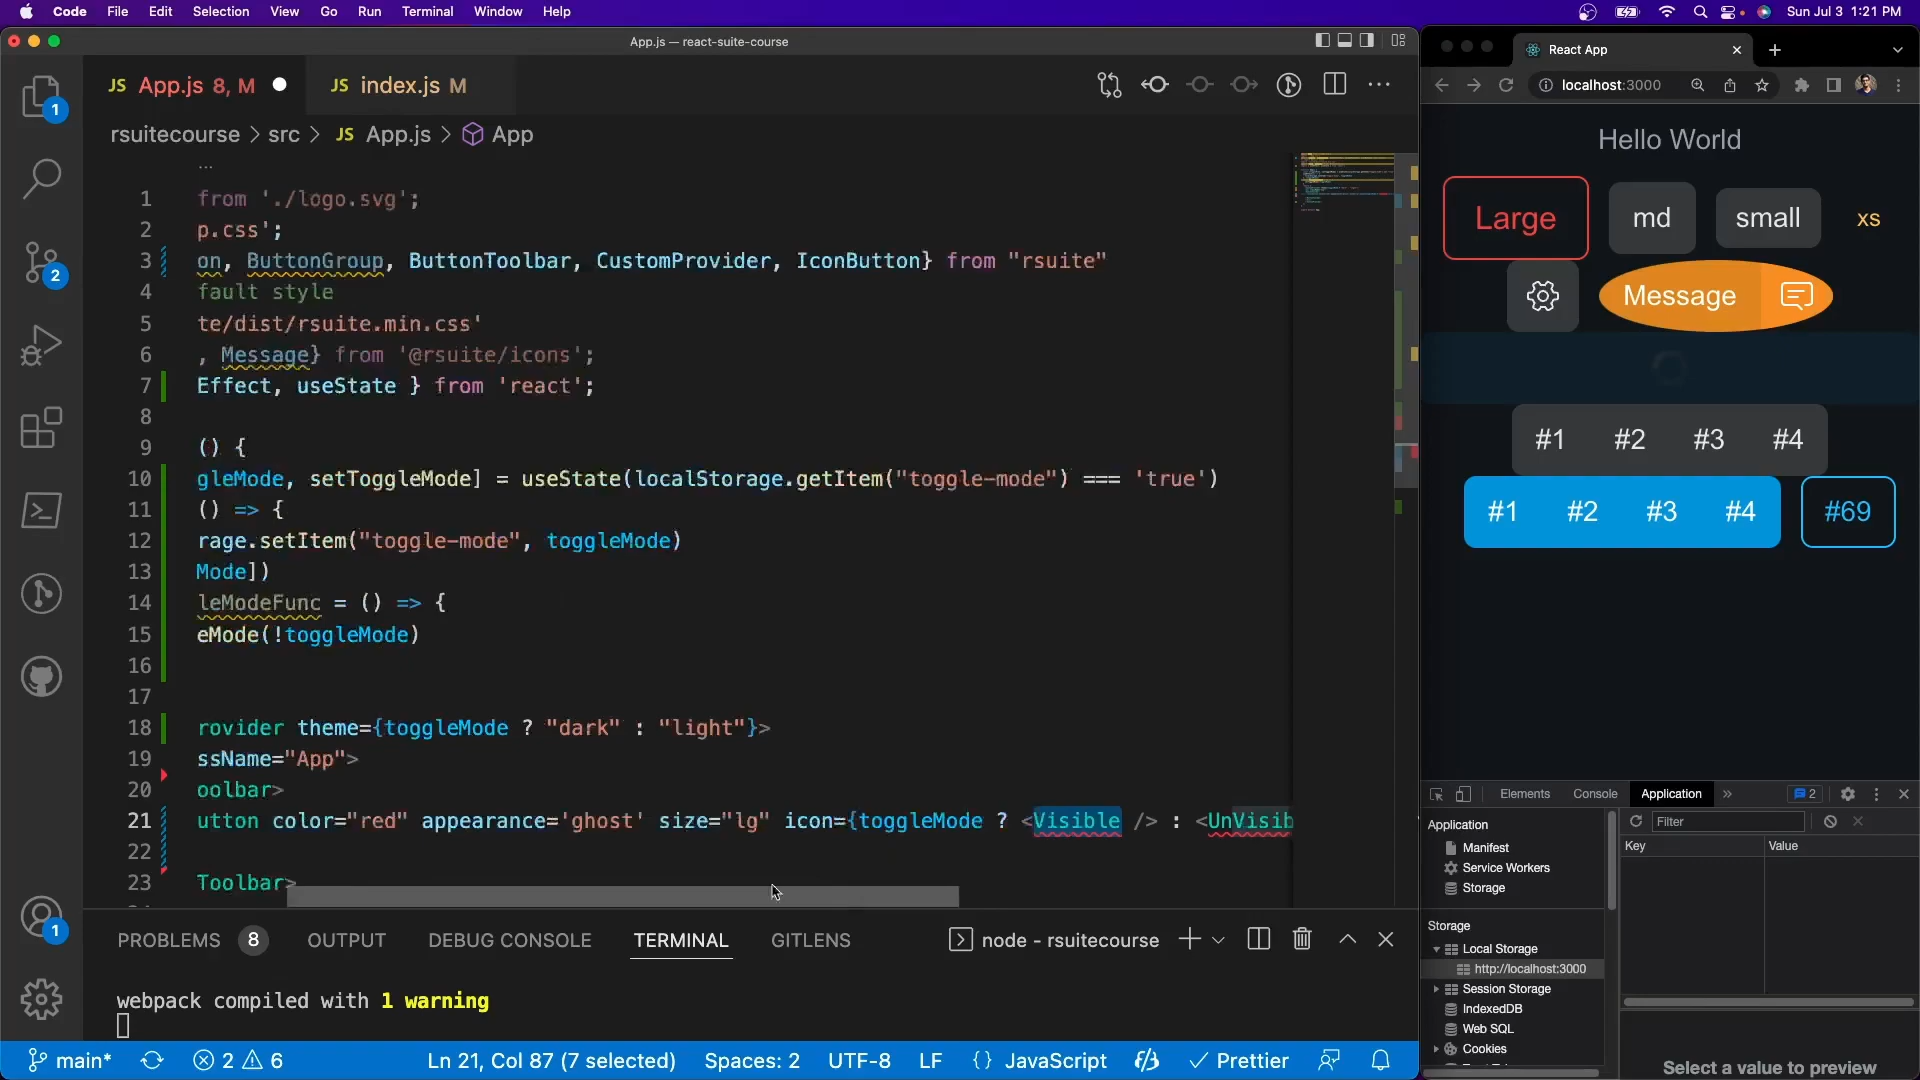 Code File Edit Selection View Go Run Terminal Window Help
Sun Jul 3 1:21 PM
App.js — react-suite-course
JS App.js 8, M
JS index.js M
rsuitecourse > src > JS App.js > App
...
1 from './logo.svg';
2 p.css';
3 on, ButtonGroup, ButtonToolbar, CustomProvider, IconButton} from "rsuite"
4 fault style
5 te/dist/rsuite.min.css'
6 , Message} from '@rsuite/icons';
7 Effect, useState } from 'react';
8
9 () {
10 gleMode, setToggleMode] = useState(localStorage.getItem("toggle-mode") === 'true')
11 () => {
12 rage.setItem("toggle-mode", toggleMode)
13 Mode])
14 leModeFunc = () => {
15 eMode(!toggleMode)
16
17
18 rovider theme={toggleMode ? "dark" : "light"}>
19 ssName="App">
20 oolbar>
21 utton color="red" appearance='ghost' size="lg" icon={toggleMode ? <Visible /> : <UnVisib
22
23 Toolbar>
1
2
1
PROBLEMS 8 OUTPUT DEBUG CONSOLE TERMINAL GITLENS
node - rsuitecourse
webpack compiled with 1 warning
main* 2 6 Ln 21, Col 87 (7 selected) Spaces: 2 UTF-8 LF {} JavaScript Prettier
React App
localhost:3000
Hello World
Large md small xs
Message
#1 #2 #3 #4
#1 #2 #3 #4 #69
Elements Console Application » 2
Application
Manifest
Service Workers
Storage
Storage
Local Storage
http://localhost:3000
Session Storage
IndexedDB
Web SQL
Cookies
Filter
Key Value
Select a value to preview